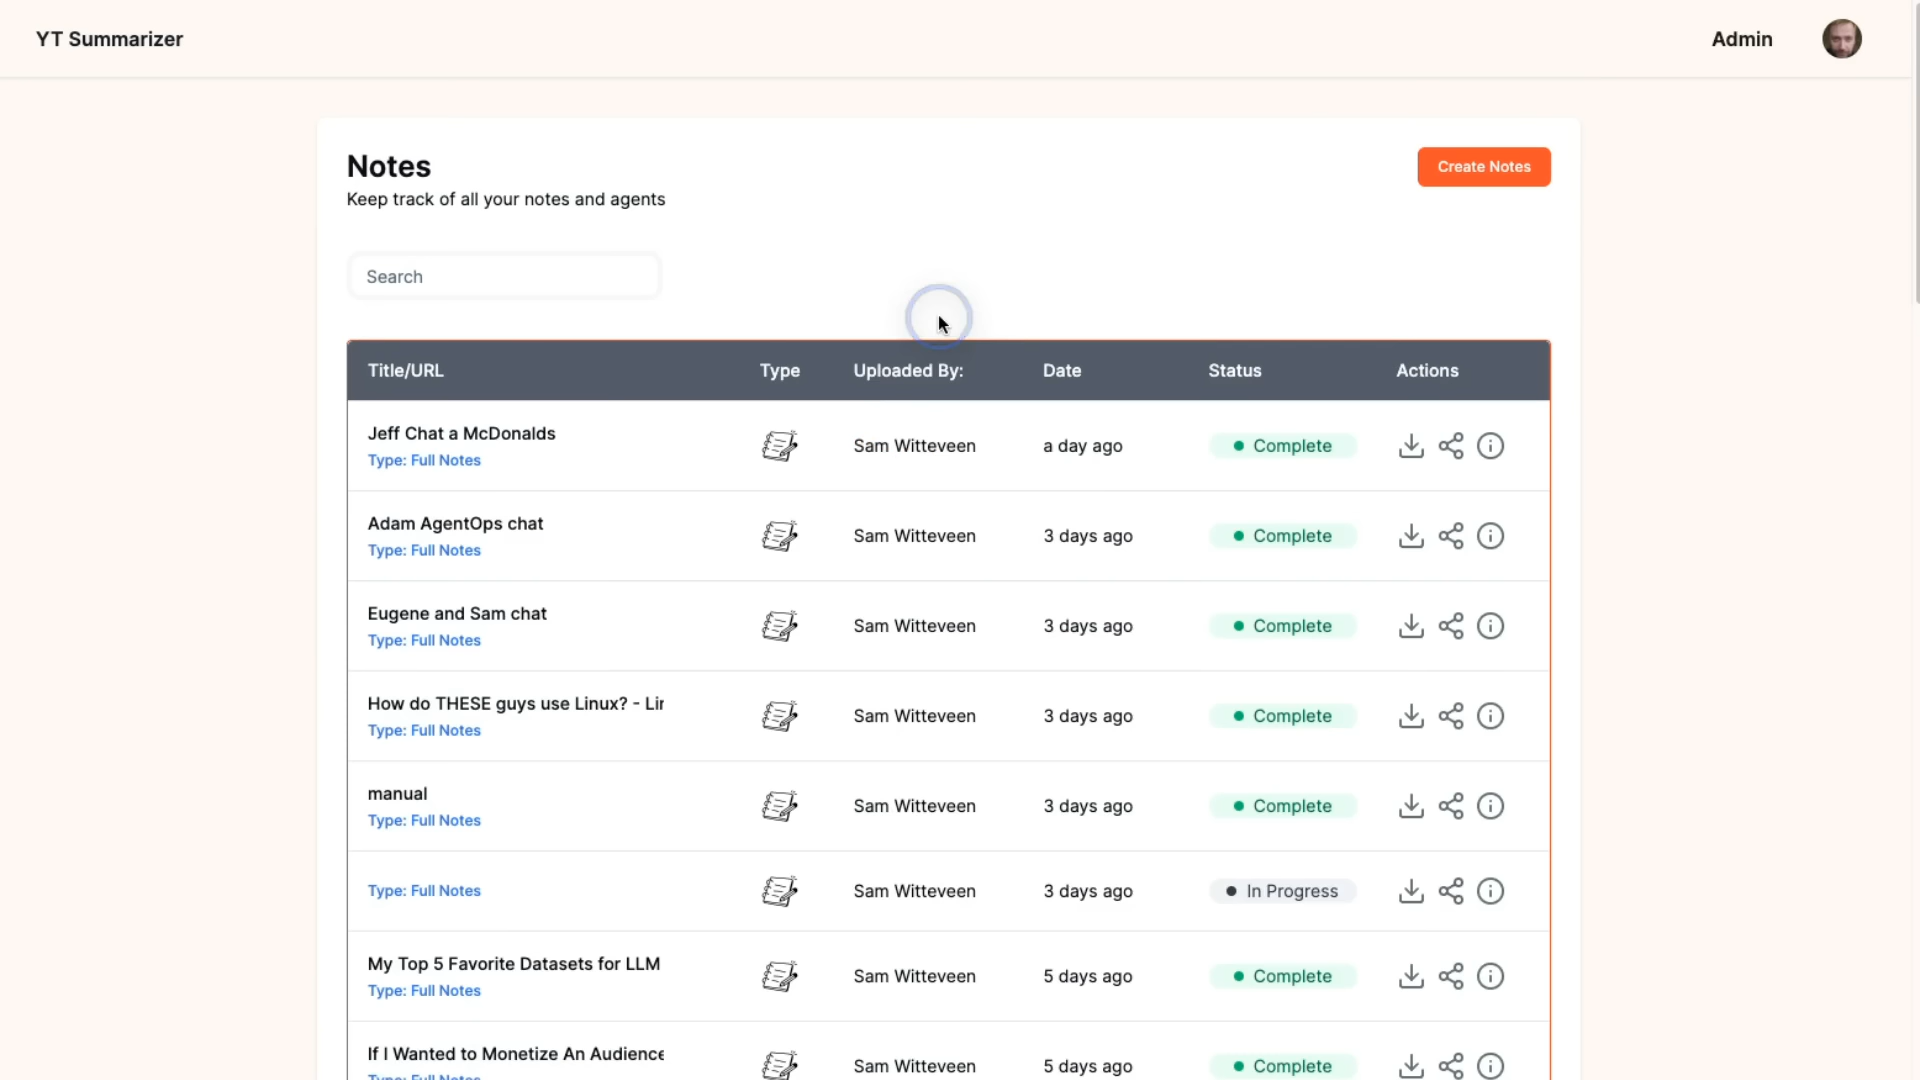 YT Summarizer
Admin
Notes
Create Notes
Keep track of all your notes and agents
Search
Title/URL Type Uploaded By: Date Status Actions
Jeff Chat a McDonalds
Type: Full Notes
Sam Witteveen a day ago Complete
Adam AgentOps chat
Type: Full Notes
Sam Witteveen 3 days ago Complete
Eugene and Sam chat
Type: Full Notes
Sam Witteveen 3 days ago Complete
How do THESE guys use Linux? - Lir
Type: Full Notes
Sam Witteveen 3 days ago Complete
manual
Type: Full Notes
Sam Witteveen 3 days ago Complete
Type: Full Notes
Sam Witteveen 3 days ago In Progress
My Top 5 Favorite Datasets for LLM
Type: Full Notes
Sam Witteveen 5 days ago Complete
If I Wanted to Monetize An Audience
Type: Full Notes
Sam Witteveen 5 days ago Complete